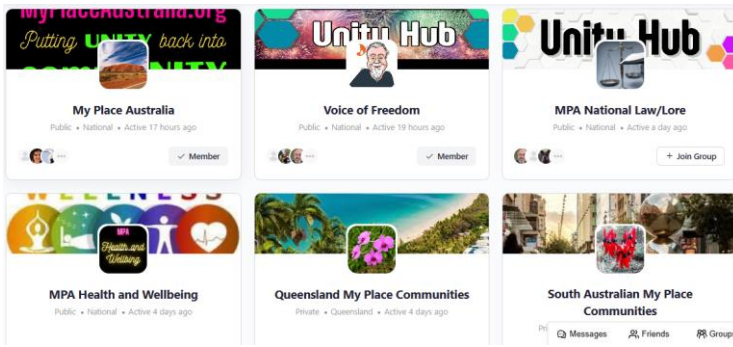 MyPlaceAustralia.org
Putting UNITY back into
COMMUNITY
My Place Australia
Public • National • Active 17 hours ago
✓ Member
Unity Hub
Voice of Freedom
Public • National • Active 19 hours ago
✓ Member
Unity Hub
MPA National Law/Lore
Public • National • Active a day ago
+ Join Group
WELLNESS
MPA
Health and
Wellbing
MPA Health and Wellbeing
Public • National • Active 4 days ago
Queensland My Place Communities
Private • Queensland • Active 4 days ago
South Australian My Place
Communities
Messages
Friends
Groups